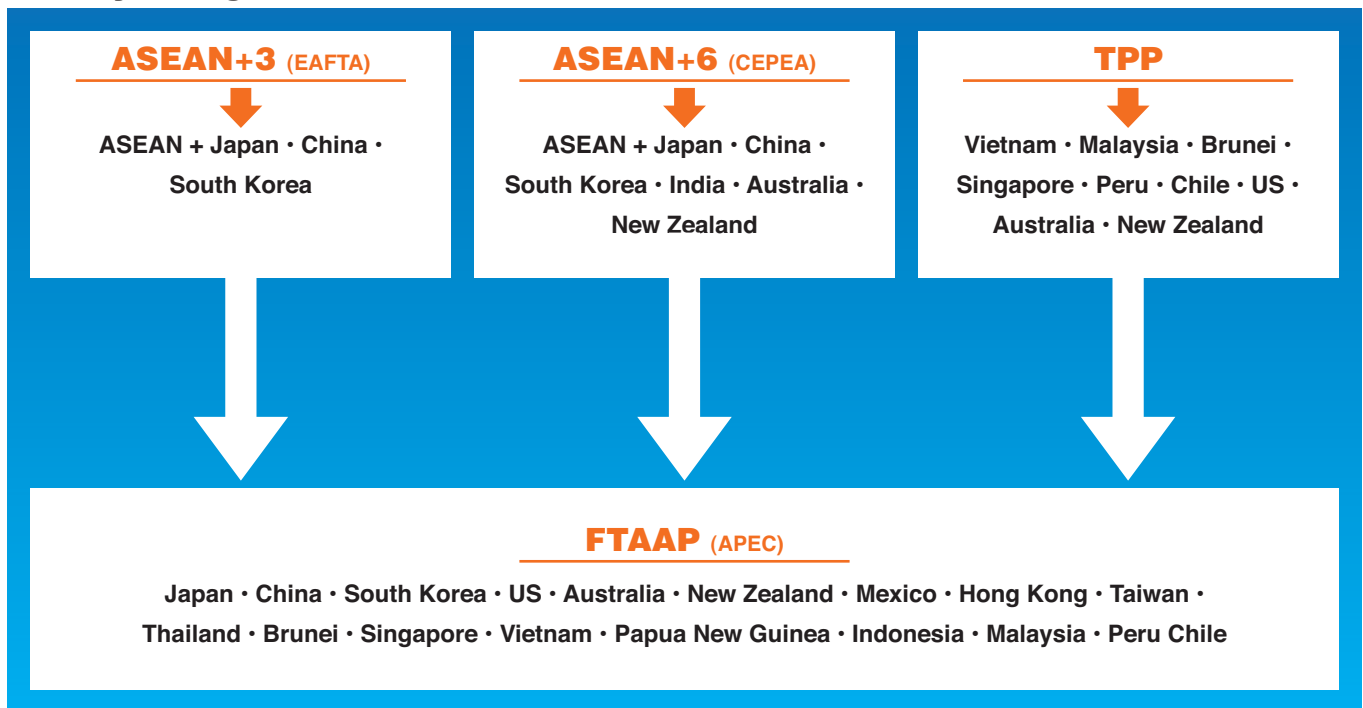 ASEAN+3 (EAFTA)
ASEAN + Japan・China・
South Korea
ASEAN+6 (CEPEA)
ASEAN + Japan・China・
South Korea・India・Australia・
New Zealand
TPP
Vietnam・Malaysia・Brunei・
Singapore・Peru・Chile・US・
Australia・New Zealand
FTAAP (APEC)
Japan・China・South Korea・US・Australia・New Zealand・Mexico・Hong Kong・Taiwan・
Thailand・Brunei・Singapore・Vietnam・Papua New Guinea・Indonesia・Malaysia・Peru Chile